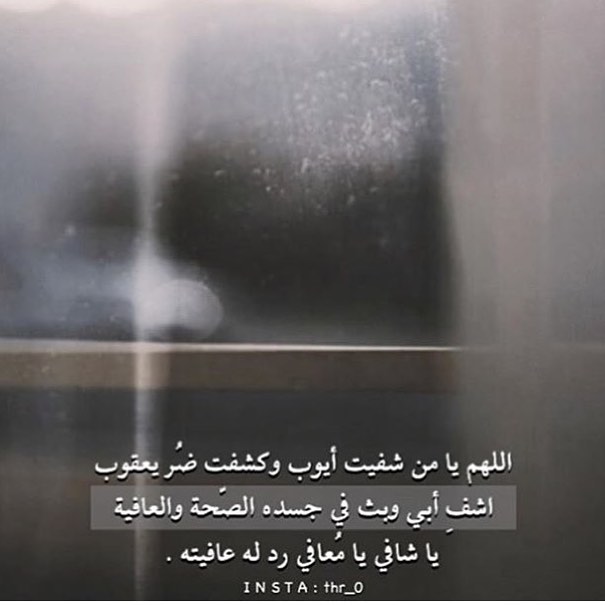 اللهم يا من شفيت أيوب وكشفت ضُر يعقوب
اشفِ أبي وبث في جسده الصّحة والعافية
يا شافي يا مُعافي رد له عافيته .
INSTA : thr_0